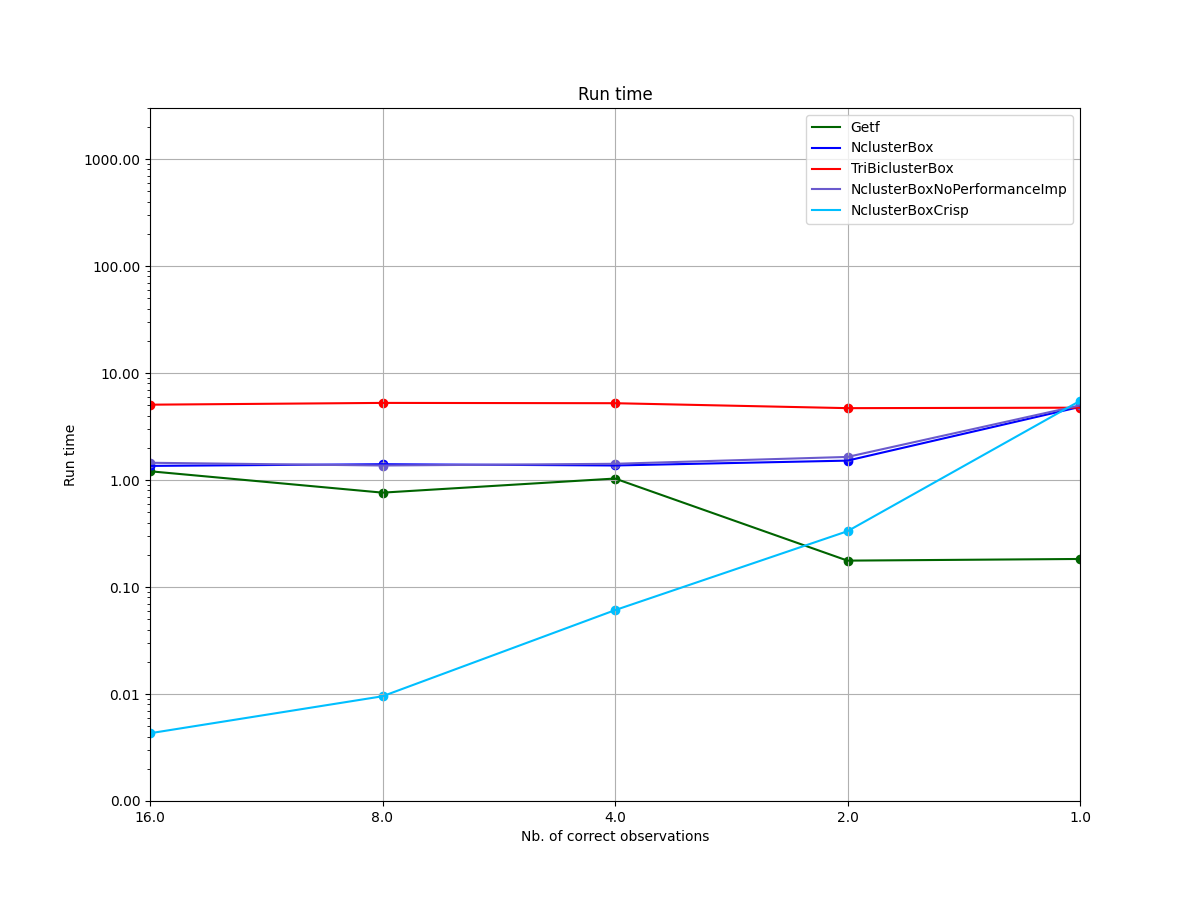 Run time
Getf
NclusterBox
TriBiclusterBox
NclusterBoxNoPerformanceImp
NclusterBoxCrisp
1000.00
100.00
10.00
1.00
0.10
0.01
0.00
Run time
16.0 8.0 4.0 2.0 1.0
Nb. of correct observations